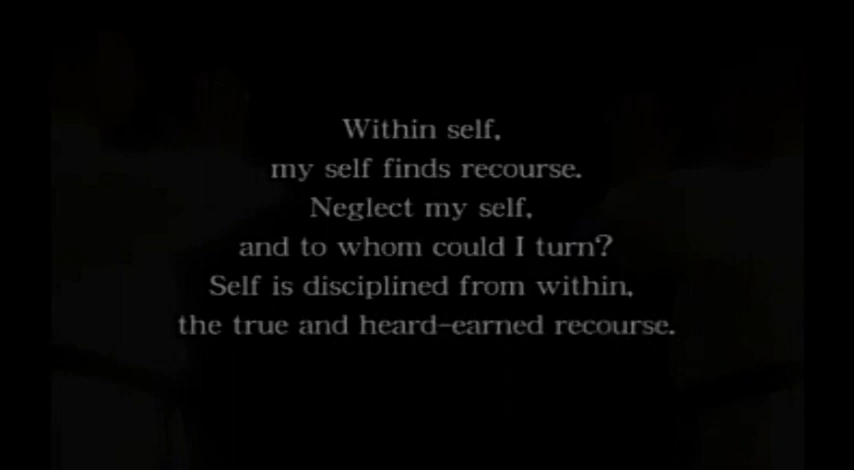 Within self,
my self finds recourse.
Neglect my self,
and to whom could I turn?
Self is disciplined from within,
the true and heard-earned recourse.